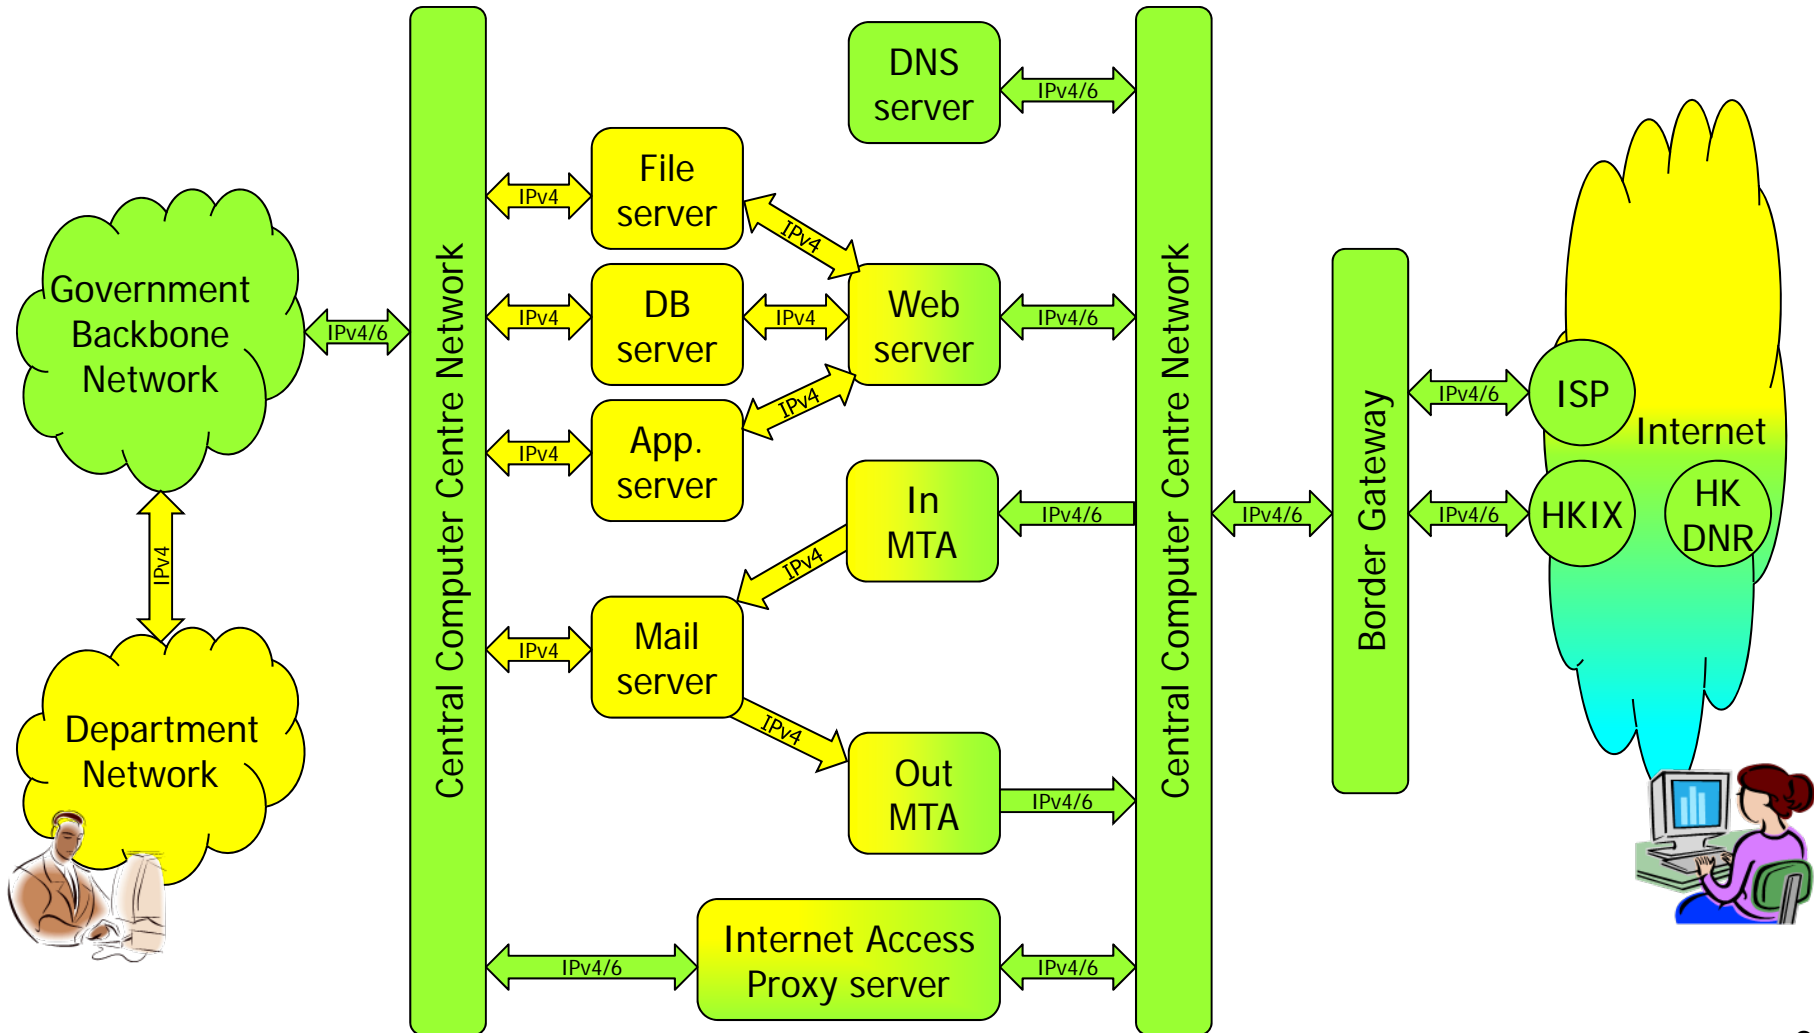 Government
Backbone
Network
IPv4/6
IPv4
Department
Network
Central Computer Centre Network
IPv4
File
server
IPv4
IPv4
DB
server
IPv4
IPv4
App.
server
IPv4
IPv4
Mail
server
IPv4
IPv4
DNS
server
IPv4/6
Web
server
IPv4/6
In
MTA
IPv4/6
Out
MTA
IPv4/6
IPv4/6
Internet Access
Proxy server
IPv4/6
Central Computer Centre Network
IPv4/6
Border Gateway
IPv4/6
IPv4/6
ISP
Internet
HKIX
HK
DNR